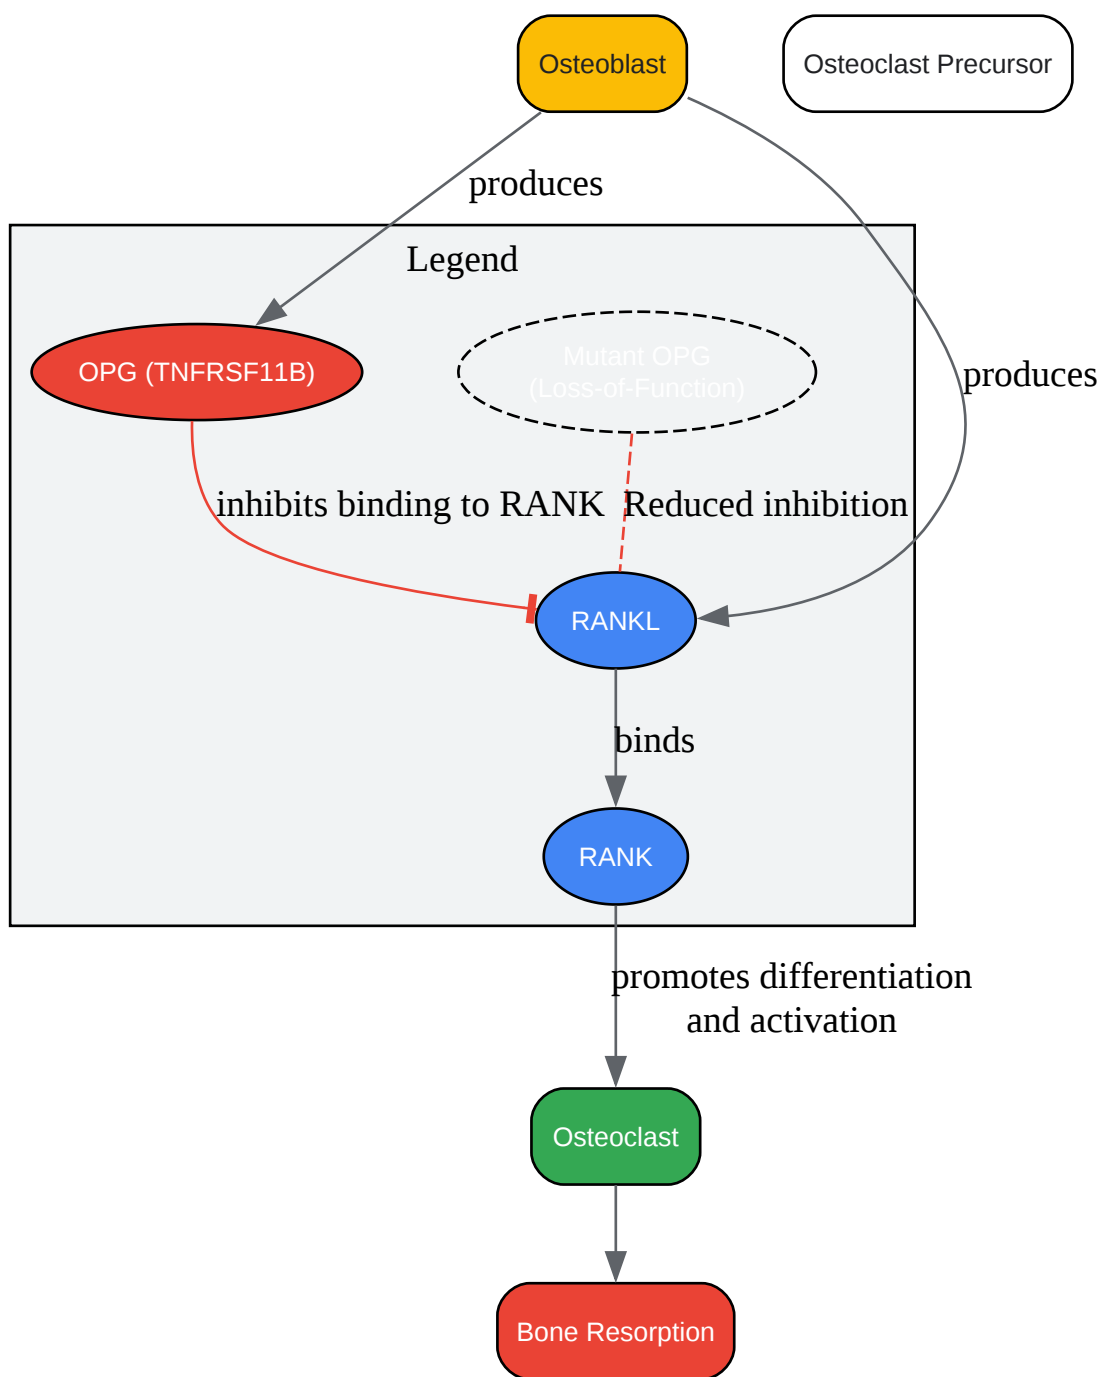 Osteoblast
Osteoclast Precursor
produces
Legend
OPG (TNFRSF11B)
Mutant OPG
(Loss-of-Function)
produces
inhibits binding to RANK
Reduced inhibition
RANKL
binds
RANK
promotes differentiation
and activation
Osteoclast
Bone Resorption